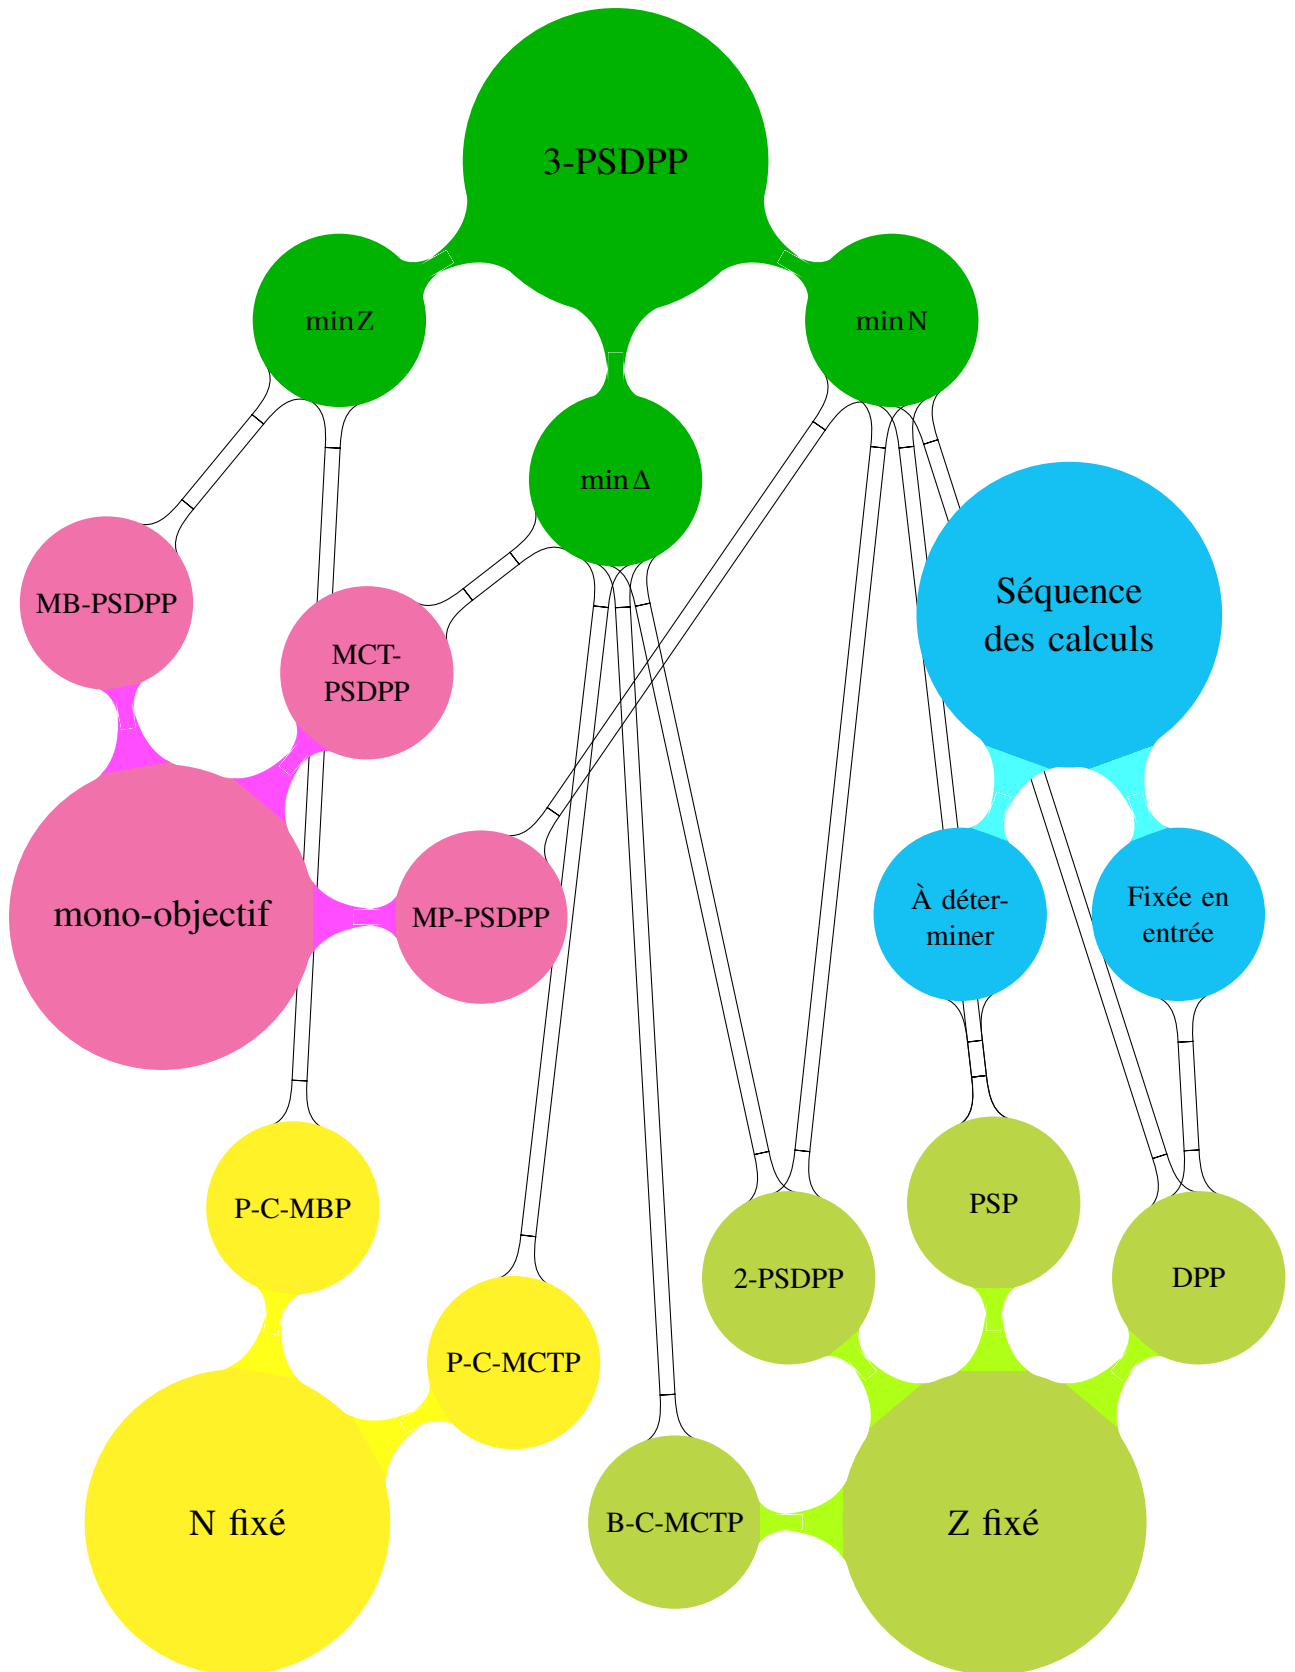 3-PSDPP
min Z
min N
min Δ
Séquence
des calculs
MB-PSDPP
MCT-
PSDPP
mono-objectif
MP-PSDPP
À déter-
miner
Fixée en
entrée
P-C-MBP
PSP
2-PSDPP
DPP
P-C-MCTP
N fixé
B-C-MCTP
Z fixé